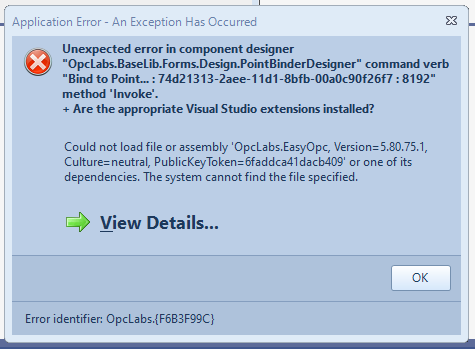 Application Error - An Exception Has Occurred
Unexpected error in component designer
"OpcLabs.BaseLib.Forms.Design.PointBinderDesigner" command verb
"Bind to Point... : 74d21313-2aee-11d1-8bfb-00a0c90f26f7 : 8192"
method 'Invoke'.
+ Are the appropriate Visual Studio extensions installed?
Could not load file or assembly 'OpcLabs.EasyOpc, Version=5.80.75.1,
Culture=neutral, PublicKeyToken=6faddca41dacb409' or one of its
dependencies. The system cannot find the file specified.
View Details...
OK
Error identifier: OpcLabs.{F6B3F99C}